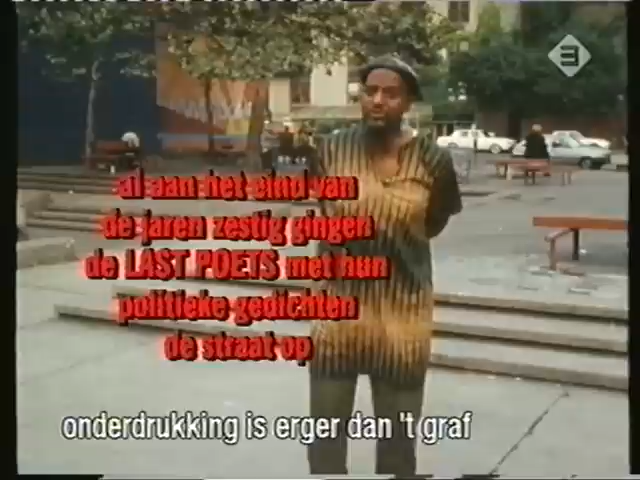 3
al aan het eind van
de jaren zestig gingen
de LAST POETS met hun
politieke gedichten
de straat op
onderdrukking is erger dan 't graf